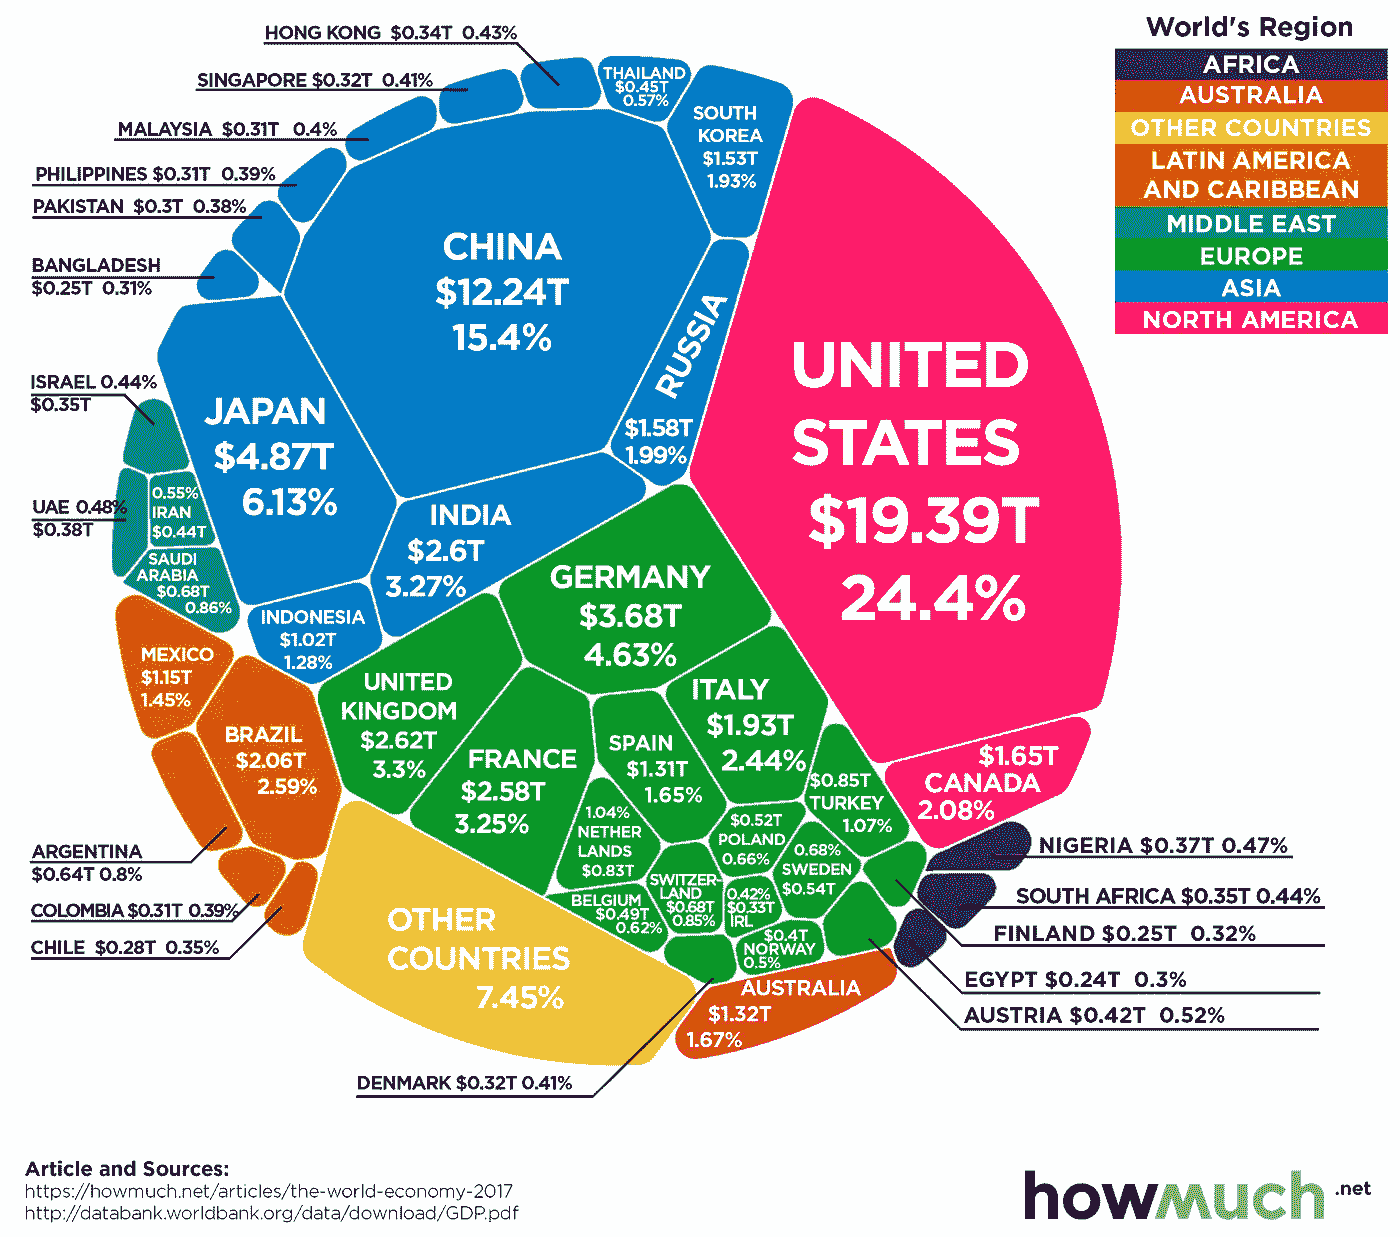 World's Region
AFRICA
AUSTRALIA
OTHER COUNTRIES
LATIN AMERICA
AND CARIBBEAN
MIDDLE EAST
EUROPE
ASIA
NORTH AMERICA
HONG KONG $0.34T 0.43%
SINGAPORE $0.32T 0.41%
MALAYSIA $0.31T 0.4%
PHILIPPINES $0.31T 0.39%
PAKISTAN $0.3T 0.38%
BANGLADESH
$0.25T 0.31%
THAILAND
$0.45T
0.57%
SOUTH
KOREA
$1.53T
1.93%
CHINA
$12.24T
15.4%
RUSSIA
$1.58T
1.99%
UNITED
STATES
$19.39T
24.4%
ISRAEL 0.44%
$0.35T
JAPAN
$4.87T
6.13%
UAE 0.48%
$0.38T
0.55%
IRAN
$0.44T
SAUDI
ARABIA
$0.68T
0.86%
INDIA
$2.6T
3.27%
INDONESIA
$1.02T
1.28%
GERMANY
$3.68T
4.63%
MEXICO
$1.15T
1.45%
BRAZIL
$2.06T
2.59%
UNITED
KINGDOM
$2.62T
3.3%
FRANCE
$2.58T
3.25%
SPAIN
$1.31T
1.65%
ITALY
$1.93T
2.44%
$0.85T
TURKEY
1.07%
$1.65T
CANADA
2.08%
1.04%
NETHER
LANDS
$0.83T
$0.52T
POLAND
0.66%
0.68%
SWEDEN
$0.54T
BELGIUM
$0.49T
0.62%
SWITZER-
LAND
$0.68T
0.85%
0.42%
$0.33T
IRL
$0.4T
NORWAY
0.5%
ARGENTINA
$0.64T 0.8%
COLOMBIA $0.31T 0.39%
CHILE $0.28T 0.35%
OTHER
COUNTRIES
7.45%
AUSTRALIA
$1.32T
1.67%
NIGERIA $0.37T 0.47%
SOUTH AFRICA $0.35T 0.44%
FINLAND $0.25T 0.32%
EGYPT $0.24T 0.3%
AUSTRIA $0.42T 0.52%
DENMARK $0.32T 0.41%
Article and Sources:
https://howmuch.net/articles/the-world-economy-2017
http://databank.worldbank.org/data/download/GDP.pdf
howmuch.net